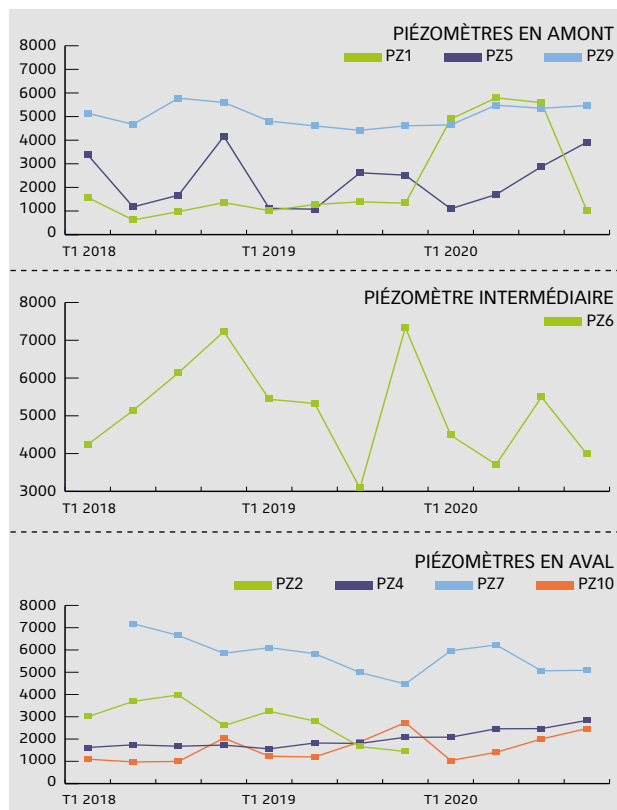 PIÉZOMÈTRES EN AMONT
PZ1 PZ5 PZ9
8000
7000
6000
5000
4000
3000
2000
1000
0
T1 2018 T1 2019 T1 2020
PIÉZOMÈTRE INTERMÉDIAIRE
PZ6
8000
7000
6000
5000
4000
3000
T1 2018 T1 2019 T1 2020
PIÉZOMÈTRES EN AVAL
PZ2 PZ4 PZ7 PZ10
8000
7000
6000
5000
4000
3000
2000
1000
0
T1 2018 T1 2019 T1 2020